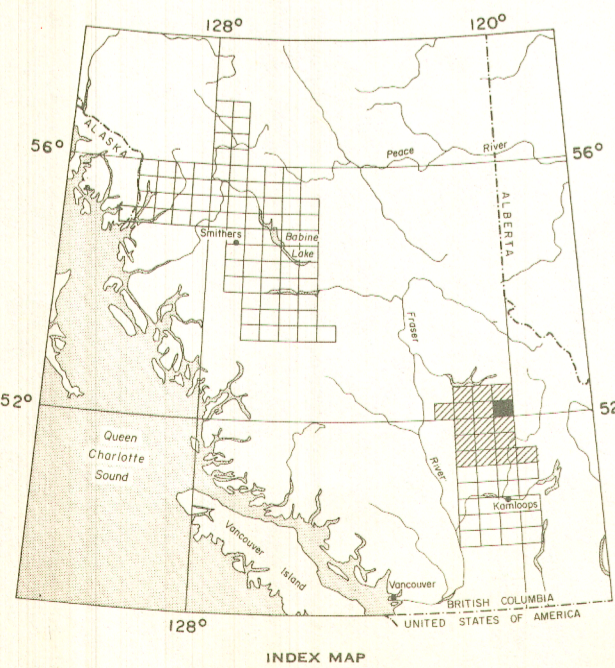 128° 120°
ALASKA
56° Peace River 56°
ALBERTA
Smithers Babine
Lake
Fraser
52° 52
Queen
Charlotte
Sound
River
Kamloops
Vancouver Island
Vancouver
BRITISH COLUMBIA
UNITED STATES OF AMERICA
128°
INDEX MAP